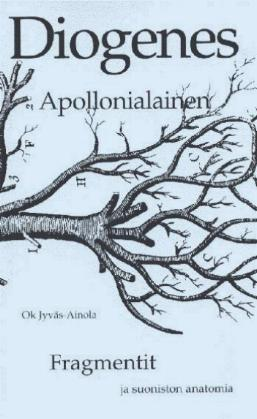 Diogenes
Apollonialainen
Ok Jyväs-Ainola
Fragmentit
ja suoniston anatomia